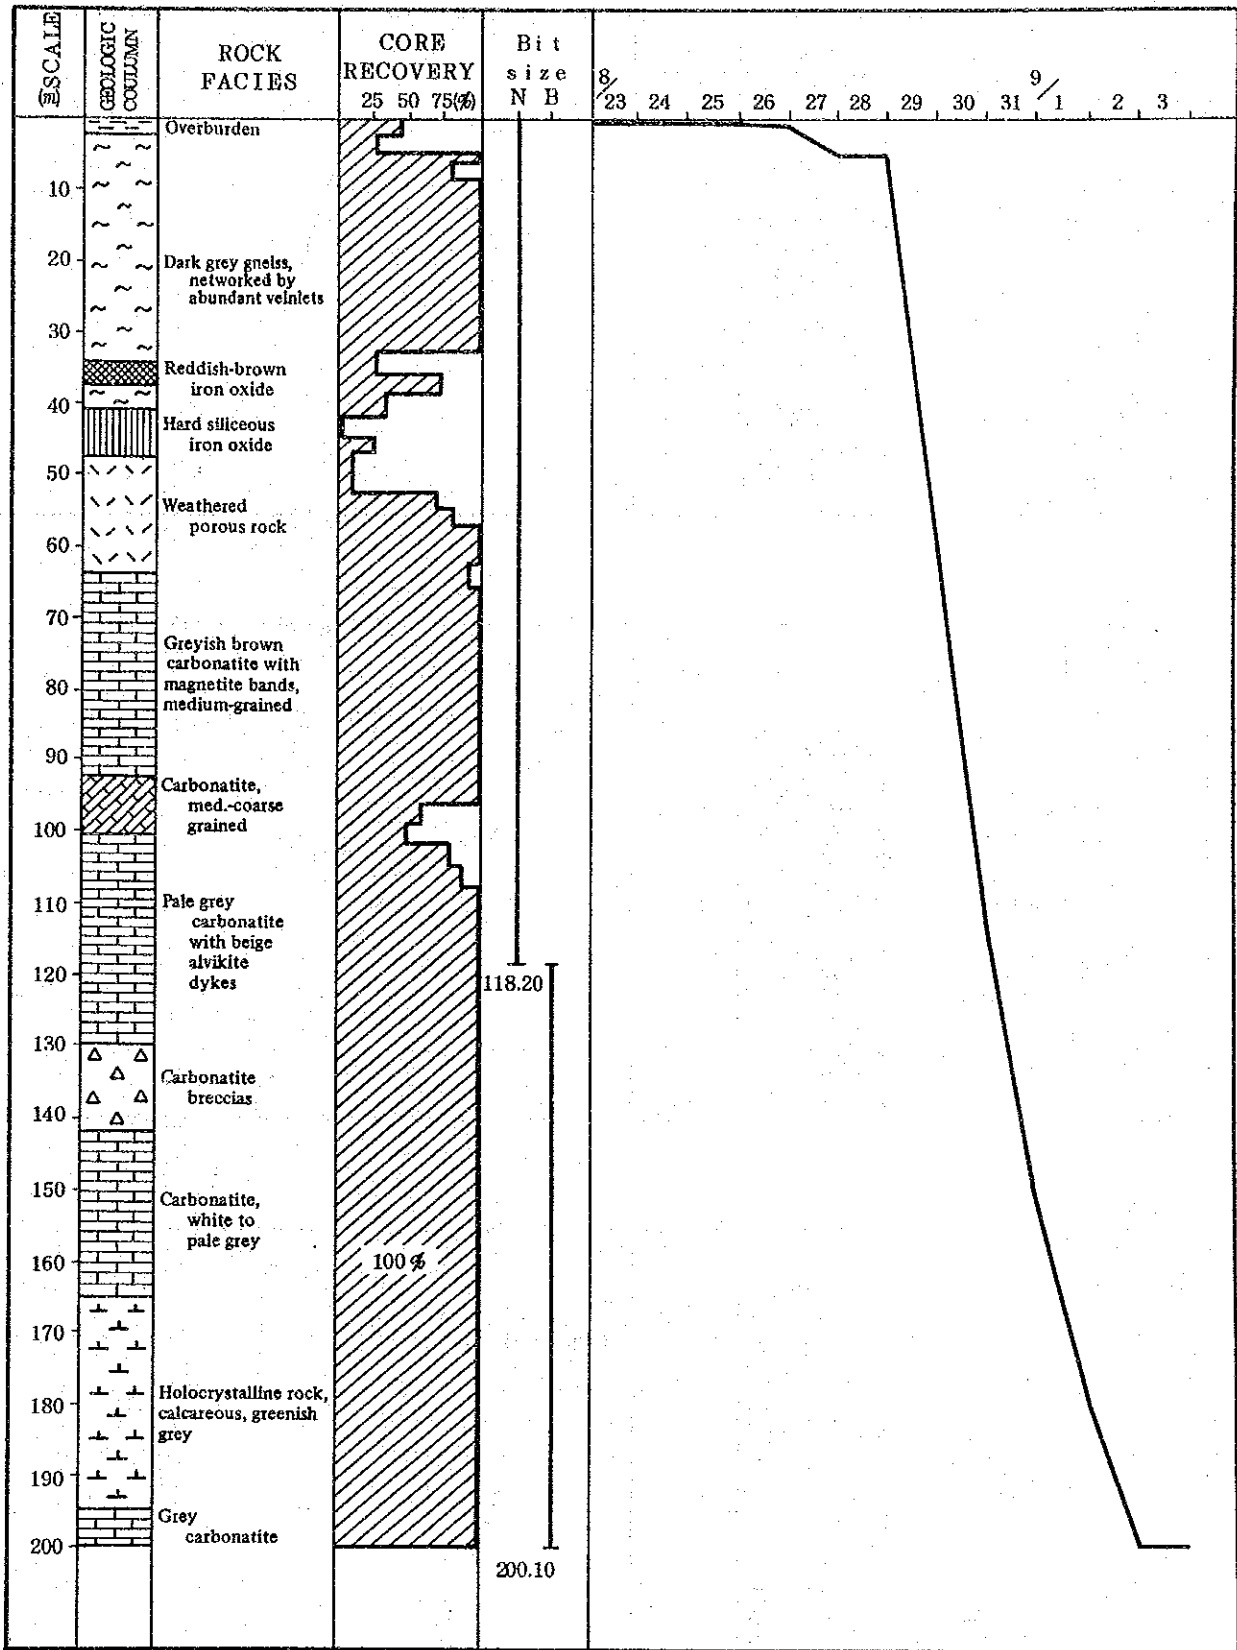 (m)SCALE
GEOLOGIC
COULUMN
ROCK
FACIES
CORE
RECOVERY
25 50 75(%)
Bit
size
N B
8/
23 24 25 26 27 28 29 30 31
9/
1 2 3
Overburden
10
20
Dark grey gneiss,
networked by
abundant veinlets
30
Reddish-brown
iron oxide
40
Hard siliceous
iron oxide
50
Weathered
porous rock
60
70
Greyish brown
carbonatite with
magnetite bands,
medium-grained
80
90
Carbonatite,
med.-coarse
grained
100
110
Pale grey
carbonatite
with beige
alvikite
dykes
120
118.20
130
Carbonatite
breccias
140
150
Carbonatite,
white to
pale grey
160
100 %
170
180
Holocrystalline rock,
calcareous, greenish
grey
190
Grey
carbonatite
200
200.10